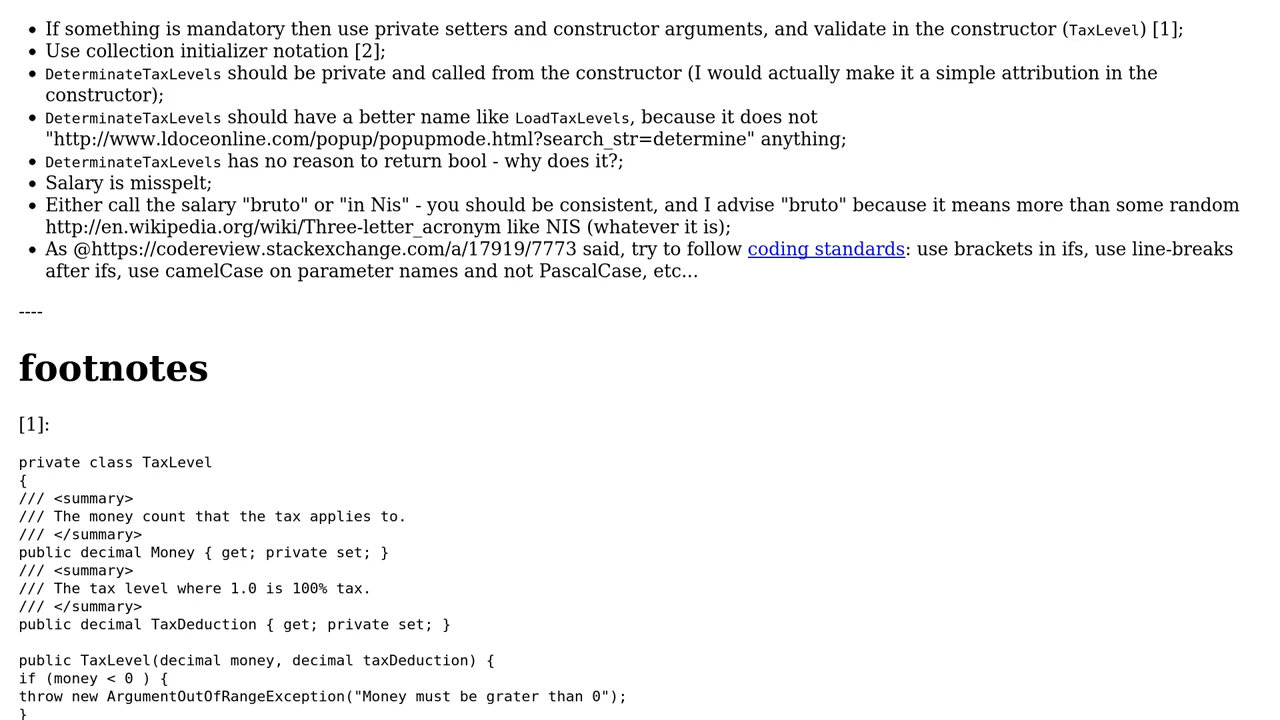 • If something is mandatory then use private setters and constructor arguments, and validate in the constructor (TaxLevel) [1];
• Use collection initializer notation [2];
• DeterminateTaxLevels should be private and called from the constructor (I would actually make it a simple attribution in the
constructor);
• DeterminateTaxLevels should have a better name like LoadTaxLevels, because it does not
"http://www.ldoceonline.com/popup/popupmode.html?search_str=determine" anything;
• DeterminateTaxLevels has no reason to return bool - why does it?;
• Salary is misspelt;
• Either call the salary "bruto" or "in Nis" - you should be consistent, and I advise "bruto" because it means more than some random
http://en.wikipedia.org/wiki/Three-letter_acronym like NIS (whatever it is);
• As @https://codereview.stackexchange.com/a/17919/7773 said, try to follow coding standards: use brackets in ifs, use line-breaks
after ifs, use camelCase on parameter names and not PascalCase, etc...
----
footnotes
[1]:
private class TaxLevel
{
/// <summary>
/// The money count that the tax applies to.
/// </summary>
public decimal Money { get; private set; }
/// <summary>
/// The tax level where 1.0 is 100% tax.
/// </summary>
public decimal TaxDeduction { get; private set; }
public TaxLevel(decimal money, decimal taxDeduction) {
if (money < 0 ) {
throw new ArgumentOutOfRangeException("Money must be grater than 0");
}